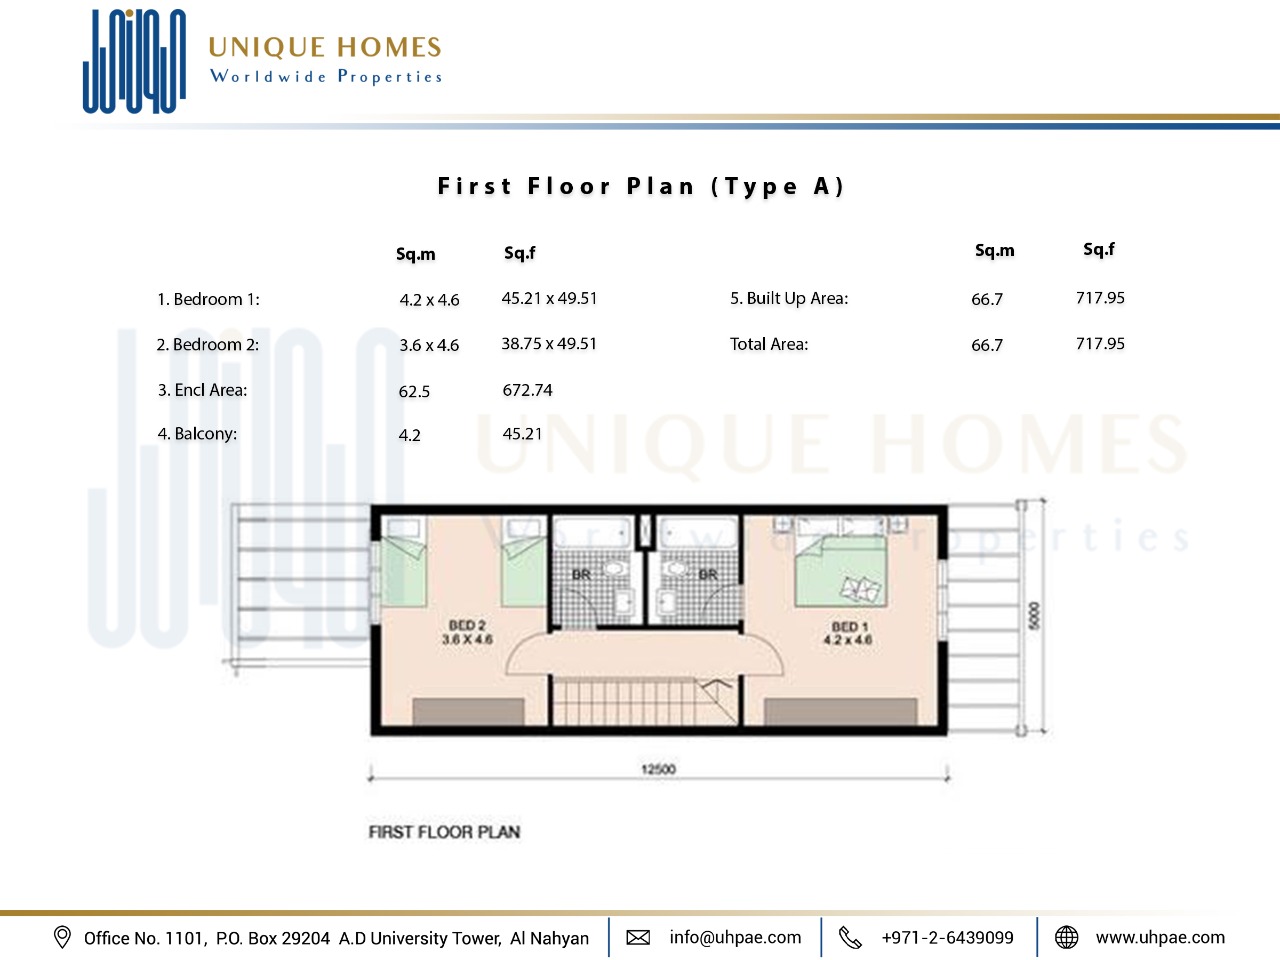 UNIQUE HOMES
Worldwide Properties
First Floor Plan (Type A)
Sq.m Sq.f
1. Bedroom 1: 4.2 x 4.6 45.21 x 49.51
2. Bedroom 2: 3.6 x 4.6 38.75 x 49.51
3. Encl Area: 62.5 672.74
4. Balcony: 4.2 45.21
Sq.m Sq.f
5. Built Up Area: 66.7 717.95
Total Area: 66.7 717.95
UNIQUE HOMES
Worldwide Properties
BR
BR
BED 2
3.6 X 4.6
BED 1
4.2 x 4.6
5000
12500
FIRST FLOOR PLAN
Office No. 1101, P.O. Box 29204 A.D University Tower, Al Nahyan
info@uhpae.com
+971-2-6439099
www.uhpae.com